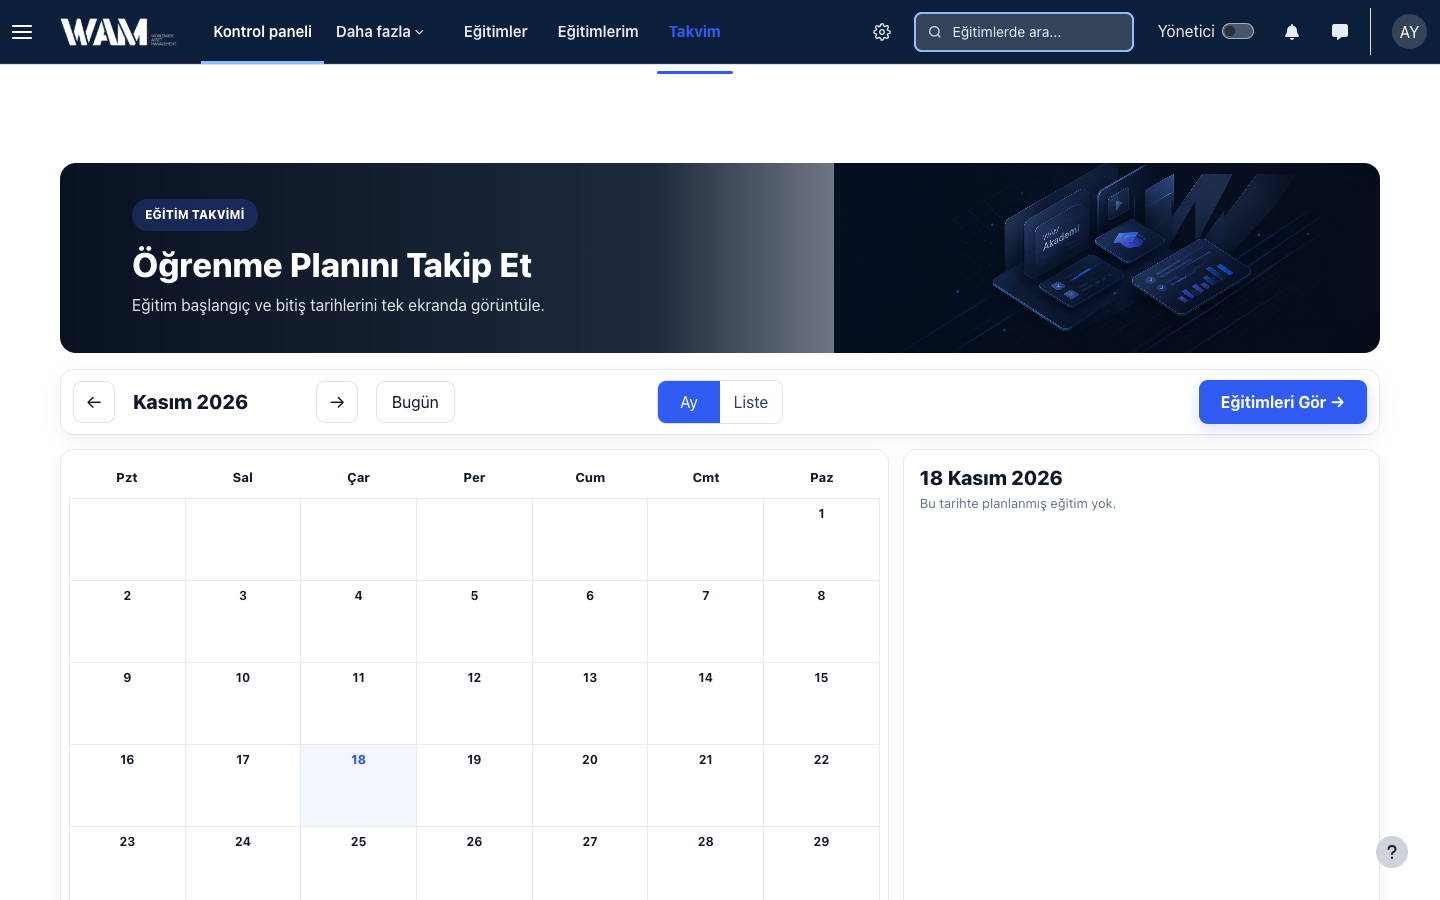 WAM
WORLDWIDE
ASSET
MANAGEMENT
Kontrol paneli
Daha fazla
Eğitimler
Eğitimlerim
Takvim
Eğitimlerde ara...
Yönetici
AY
EĞİTİM TAKVİMİ
Öğrenme Planını Takip Et
Eğitim başlangıç ve bitiş tarihlerini tek ekranda görüntüle.
WAM
Akademi
← Kasım 2026 → Bugün
Ay Liste
Eğitimleri Gör →
Pzt Sal Çar Per Cum Cmt Paz
1
2 3 4 5 6 7 8
9 10 11 12 13 14 15
16 17 18 19 20 21 22
23 24 25 26 27 28 29
18 Kasım 2026
Bu tarihte planlanmış eğitim yok.
?